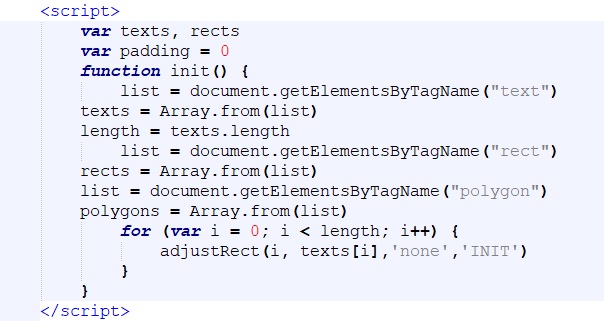 <script>
    var texts, rects
    var padding = 0
    function init() {
        list = document.getElementsByTagName("text")
    texts = Array.from(list)
    length = texts.length
        list = document.getElementsByTagName("rect")
    rects = Array.from(list)
    list = document.getElementsByTagName("polygon")
    polygons = Array.from(list)
        for (var i = 0; i < length; i++) {
            adjustRect(i, texts[i],'none','INIT')
        }
    }
</script>